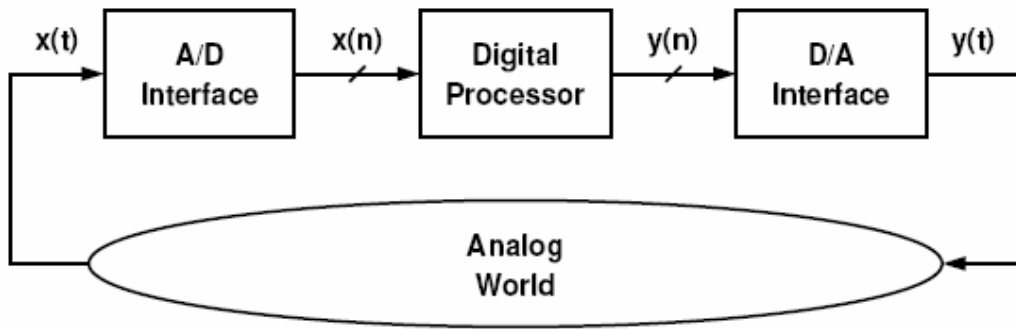 x(t)
A/D
Interface
x(n)
Digital
Processor
y(n)
D/A
Interface
y(t)
Analog
World